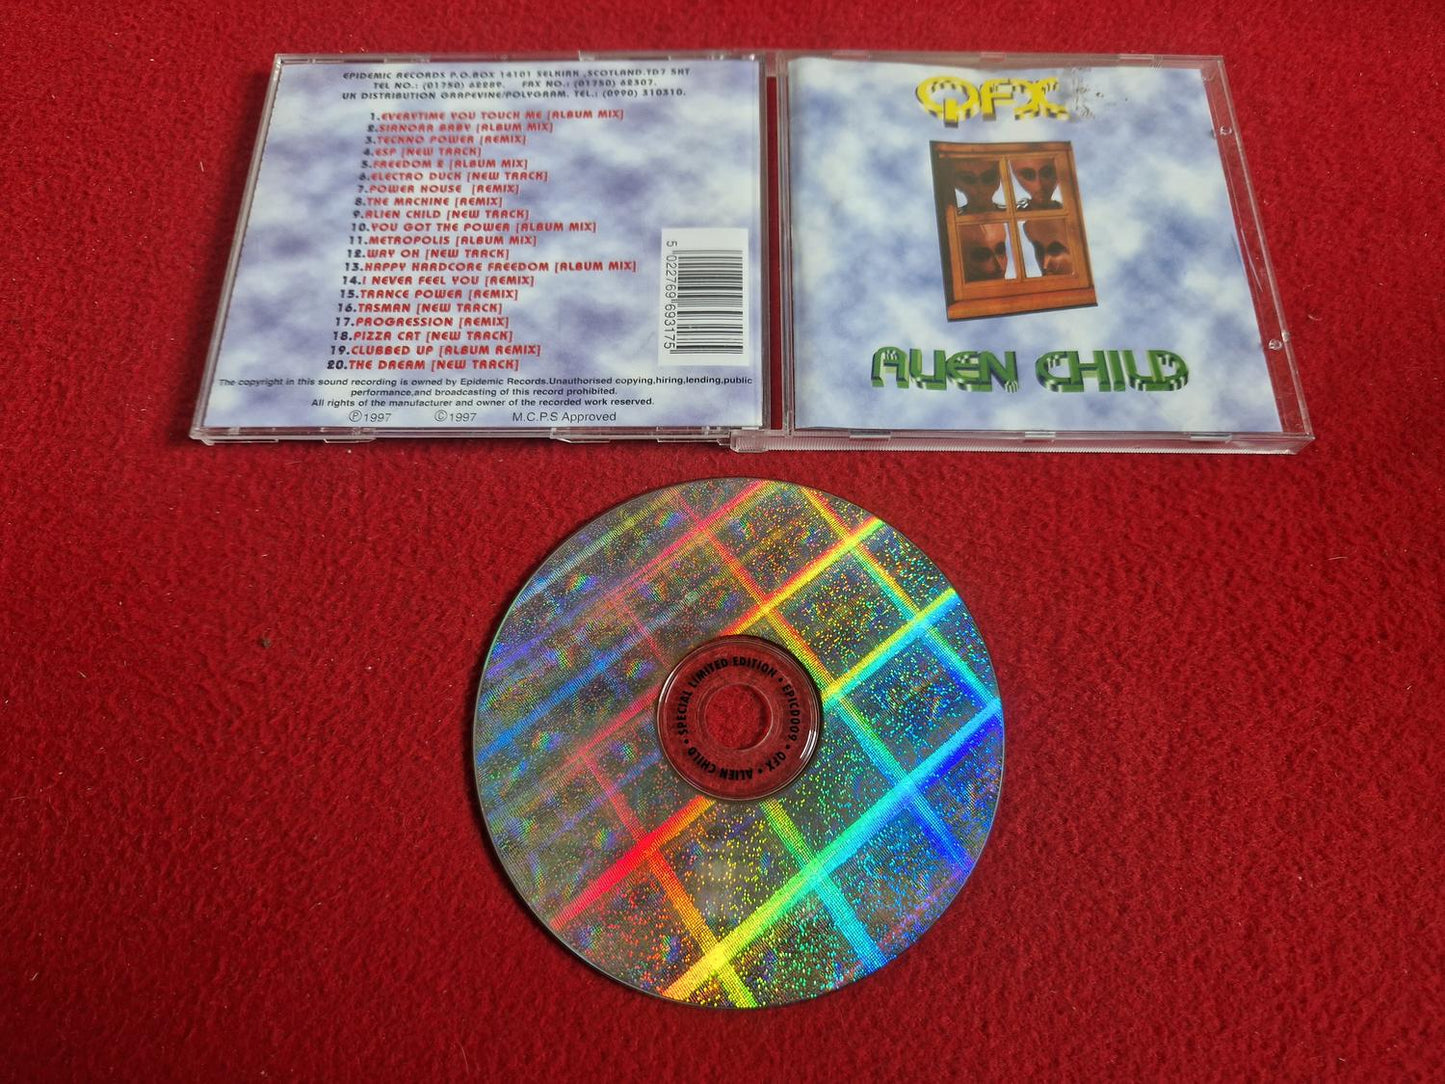 EPIDEMIC RECORDS P.O.BOX 14101 SELKIRK ,SCOTLAND.TD7 5HT
TEL NO.: (01750) 62289. FAX NO.: (01750) 62307.
UK DISTRIBUTION GRAPEVINE/POLYGRAM. TEL.: (0990) 310310.
1.EVERYTIME YOU TOUCH ME [ALBUM MIX]
2.SIANORA BABY [ALBUM MIX]
3.TECKNO POWER [REMIX]
4.ESP [NEW TRACK]
5.FREEDOM 2 [ALBUM MIX]
6.ELECTRO DUCK [NEW TRACK]
7.POWER HOUSE [REMIX]
8.THE MACHINE [REMIX]
9.ALIEN CHILD [NEW TRACK]
10.YOU GOT THE POWER [ALBUM MIX]
11.METROPOLIS [ALBUM MIX]
12.WAY OH [NEW TRACK]
13.HAPPY HARDCORE FREEDOM [ALBUM MIX]
14.I NEVER FEEL YOU [REMIX]
15.TRANCE POWER [REMIX]
16.TASMAN [NEW TRACK]
17.PROGRESSION [REMIX]
18.PIZZA CAT [NEW TRACK]
19.CLUBBED UP [ALBUM REMIX]
20.THE DREAM [NEW TRACK]
The copyright in this sound recording is owned by Epidemic Records.Unauthorised copying,hiring,lending,public
performance,and broadcasting of this record prohibited.
All rights of the manufacturer and owner of the recorded work reserved.
℗1997 ©1997 M.C.P.S Approved
5 022769 693175
QFX
ALIEN CHILD
SPECIAL LIMITED EDITION • EPICD009 • QFX • ALIEN CHILD •